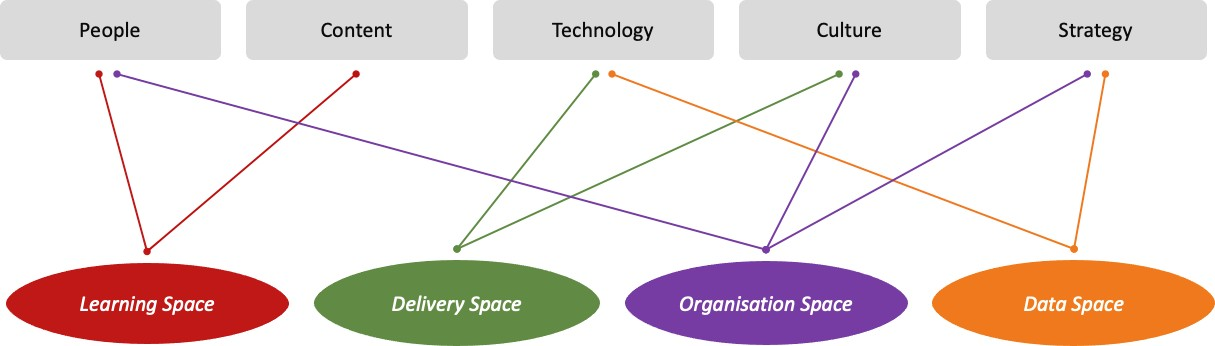 People
Content
Technology
Culture
Strategy
Learning Space
Delivery Space
Organisation Space
Data Space